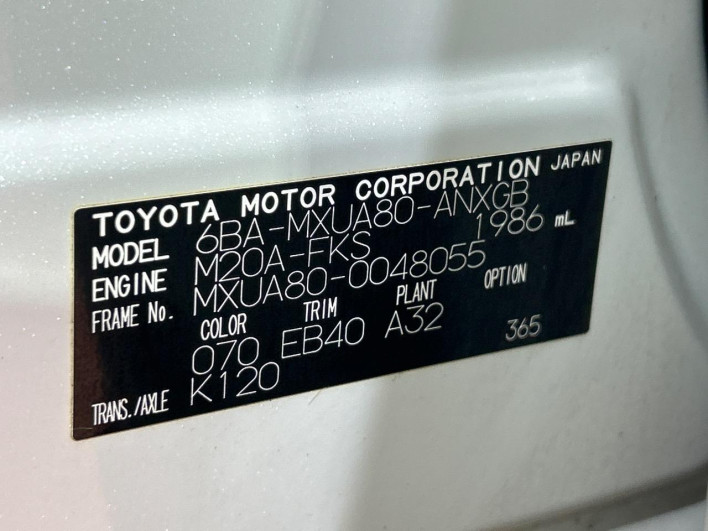 TOYOTA MOTOR CORPORATION JAPAN
MODEL 6BA-MXUA80-ANXGB
ENGINE M20A-FKS 1986 mL
FRAME No. MXUA80-0048055
COLOR TRIM PLANT OPTION
070 EB40 A32 365
TRANS./AXLE K120